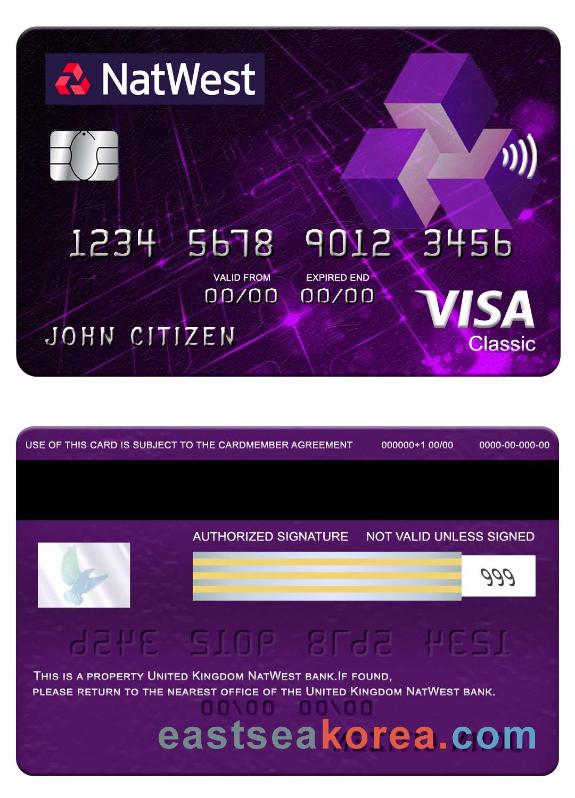 NatWest
1234 5678 9012 3456
VALID FROM EXPIRED END
00/00 00/00
VISA
JOHN CITIZEN
Classic
USE OF THIS CARD IS SUBJECT TO THE CARDMEMBER AGREEMENT 000000+1 00/00 0000-00-000-00
AUTHORIZED SIGNATURE NOT VALID UNLESS SIGNED
999
THIS IS A PROPERTY UNITED KINGDOM NATWEST BANK.IF FOUND,
PLEASE RETURN TO THE NEAREST OFFICE OF THE UNITED KINGDOM NATWEST BANK.
eastseakorea.com